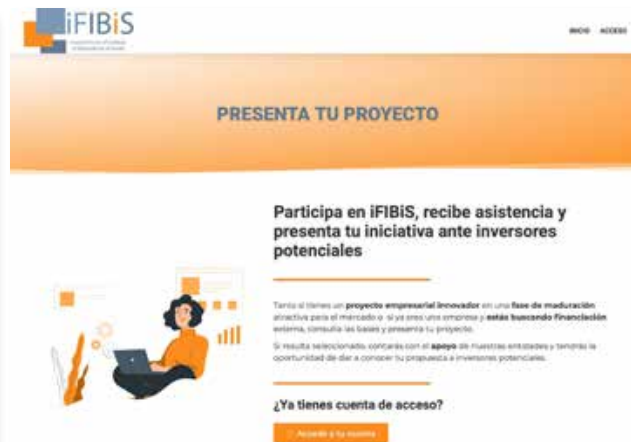 iFIBiS
INICIO ACCESO
PRESENTA TU PROYECTO
Participa en iFIBiS, recibe asistencia y
presenta tu iniciativa ante inversores
potenciales
Tanto si tienes un proyecto empresarial innovador en una fase de maduración
atractiva para el mercado o si ya eres una empresa y estás buscando financiación
externa, consulta las bases y presenta tu proyecto.
Si resulta seleccionado, contarás con el apoyo de nuestras entidades y tendrás la
oportunidad de dar a conocer tu propuesta a inversores potenciales.
¿Ya tienes cuenta de acceso?
Accede a tu cuenta